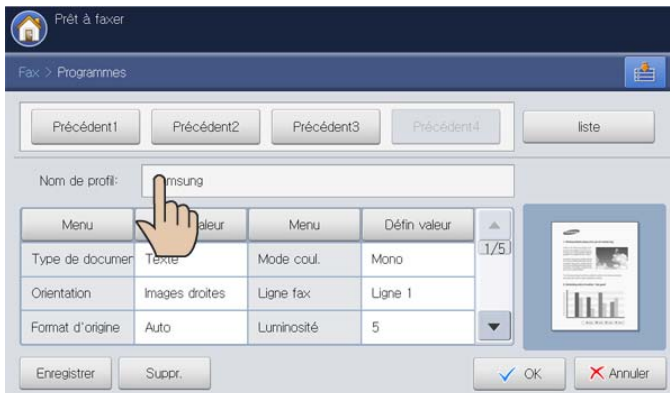 Prêt à faxer
Fax > Programmes
Précédent1 Précédent2 Précédent3 Précédent4 liste
Nom de profil: msung
Menu aleur Menu Défin valeur
Type de documer Texte Mode coul. Mono 1/5
Orientation Images droites Ligne fax Ligne 1
Format d'origine Auto Luminosité 5
Enregistrer Suppr. OK Annuler